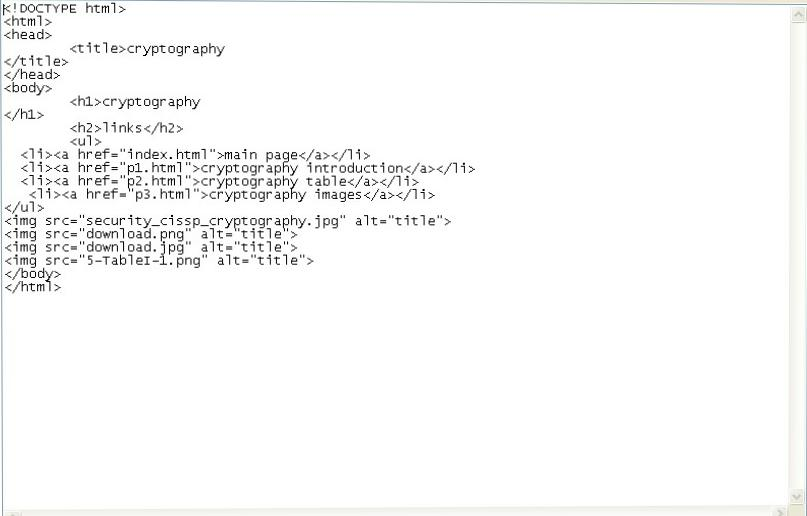 <!DOCTYPE html>
<html>
<head>
<title>cryptography
</title>
</head>
<body>
<h1>cryptography
</h1>
<h2>links</h2>
<ul>
<li><a href="index.html">main page</a></li>
<li><a href="p1.html">cryptography introduction</a></li>
<li><a href="p2.html">cryptography table</a></li>
<li><a href="p3.html">cryptography images</a></li>
</ul>
<img src="security_cissp_cryptography.jpg" alt="title">
<img src="download.png" alt="title">
<img src="download.jpg" alt="title">
<img src="5-TableI-1.png" alt="title">
</body>
</html>